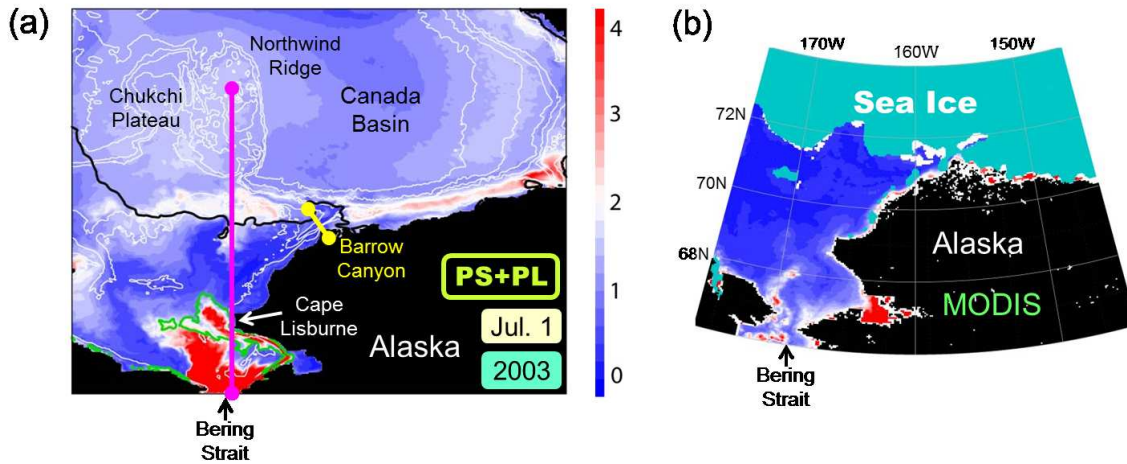 (a)
Northwind
Ridge
Chukchi
Plateau
Canada
Basin
Barrow
Canyon
PS+PL
Cape
Lisburne
Jul. 1
Alaska
2003
Bering
Strait
4
3
2
1
0
(b)
170W
160W
150W
72N
70N
68N
Sea Ice
Alaska
MODIS
Bering
Strait